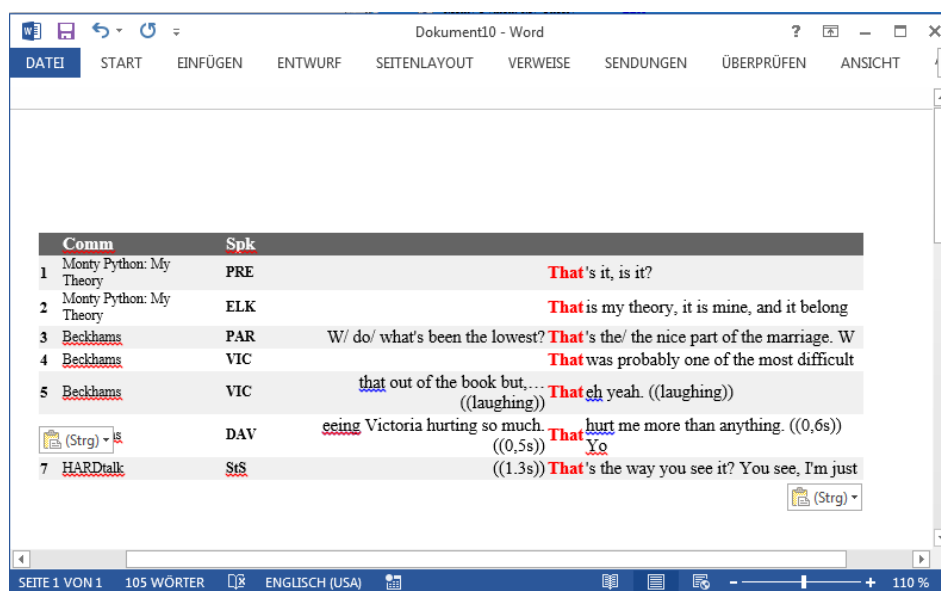 Dokument10 - Word
DATEI START EINFÜGEN ENTWURF SEITENLAYOUT VERWEISE SENDUNGEN ÜBERPRÜFEN ANSICHT
Comm Spk
1 Monty Python: My Theory PRE That's it, is it?
2 Monty Python: My Theory ELK That is my theory, it is mine, and it belong
3 Beckhams PAR W/ do/ what's been the lowest? That's the/ the nice part of the marriage. W
4 Beckhams VIC That was probably one of the most difficult
5 Beckhams VIC that out of the book but,… ((laughing)) That eh yeah. ((laughing))
(Strg) s DAV eeing Victoria hurting so much. ((0,5s)) That hurt me more than anything. ((0,6s)) Yo
7 HARDtalk StS ((1.3s)) That's the way you see it? You see, I'm just
(Strg)
SEITE 1 VON 1 105 WÖRTER ENGLISCH (USA) 110 %